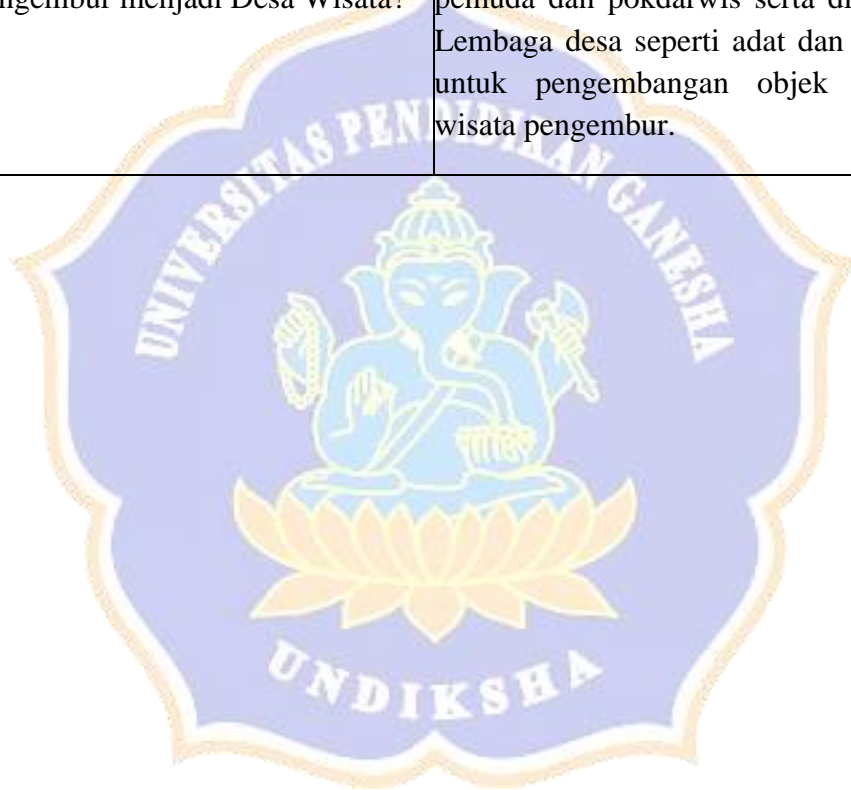 ngembur menjadi Desa Wisata?
pemuda dan pokdarwis serta di
Lembaga desa seperti adat dan
untuk pengembangan objek
wisata pengembur.
UNIVERSITAS PENDIDIKAN GANESHA
UNDIKSHA